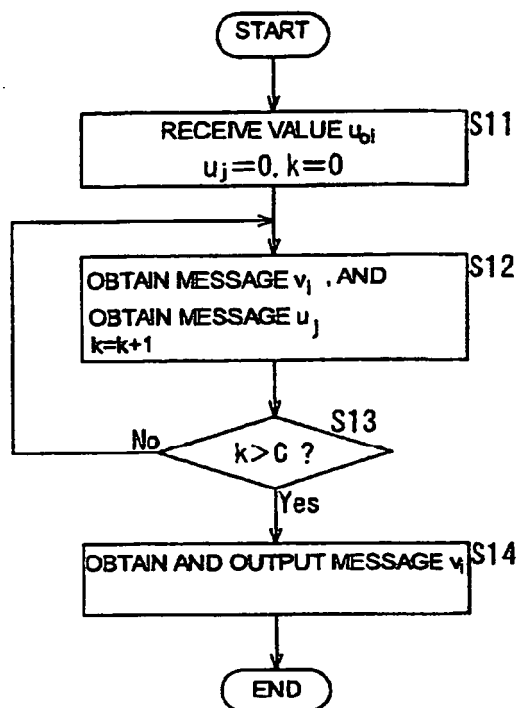 START
RECEIVE VALUE u₀ᵢ
uⱼ=0, k=0
S11
OBTAIN MESSAGE vᵢ , AND
OBTAIN MESSAGE uⱼ
k=k+1
S12
S13
k>C ?
No
Yes
OBTAIN AND OUTPUT MESSAGE vᵢ
S14
END